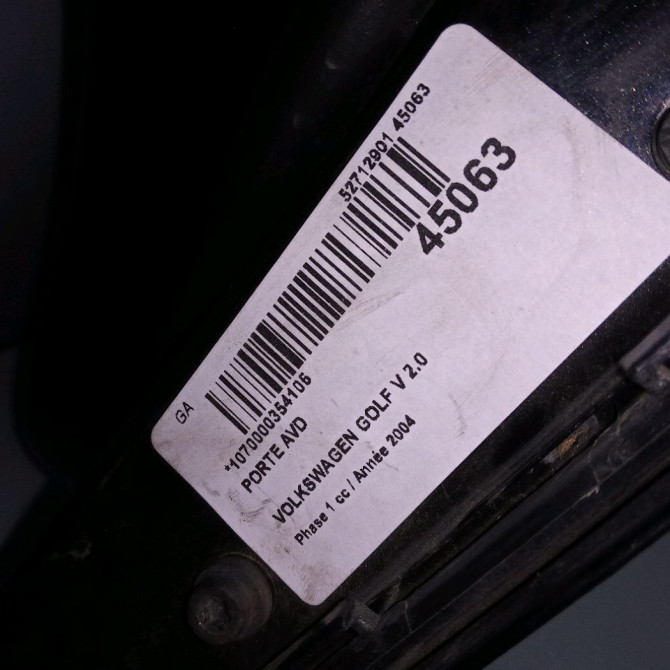 52712901 45063
45063
GA
*1070000354106
PORTE AVD
VOLKSWAGEN GOLF V 2.0
Phase 1 cc / Année 2004